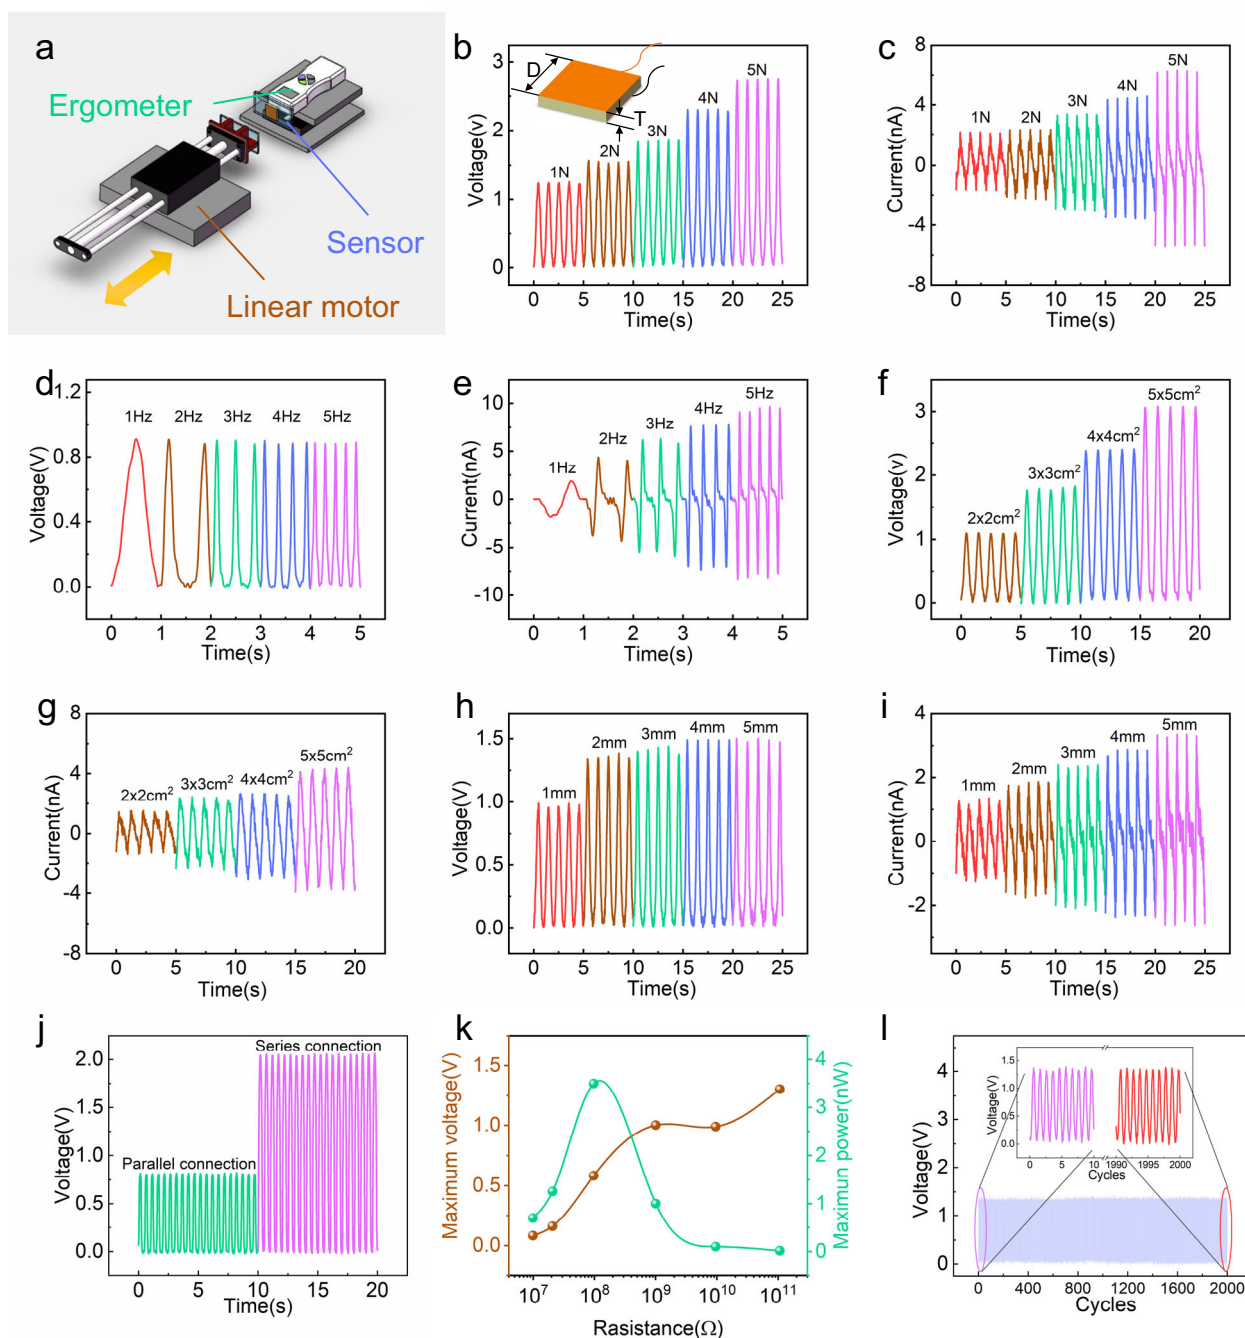 a
Ergometer
Sensor
Linear motor
b
D
T
1N
2N
3N
4N
5N
Voltage(v)
3
2
1
0
0 5 10 15 20 25
Time(s)
c
1N
2N
3N
4N
5N
Current(nA)
8
4
0
-4
-8
0 5 10 15 20 25
Time(s)
d
1Hz 2Hz 3Hz 4Hz 5Hz
Voltage(V)
1.2
0.8
0.4
0.0
0 1 2 3 4 5
Time(s)
e
1Hz
2Hz
3Hz
4Hz
5Hz
Current(nA)
10
5
0
-5
-10
0 1 2 3 4 5
Time(s)
f
2x2cm²
3x3cm²
4x4cm²
5x5cm²
Voltage(v)
3
2
1
0
0 5 10 15 20
Time(s)
g
2x2cm²
3x3cm²
4x4cm²
5x5cm²
Current(nA)
8
4
0
-4
-8
0 5 10 15 20
Time(s)
h
1mm
2mm
3mm
4mm
5mm
Voltage(V)
1.5
1.0
0.5
0.0
0 5 10 15 20 25
Time(s)
i
1mm
2mm
3mm
4mm
5mm
Current(nA)
4
2
0
-2
0 5 10 15 20 25
Time(s)
j
Series connection
Parallel connection
Voltage(V)
2.0
1.5
1.0
0.5
0.0
0 5 10 15 20
Time(s)
k
Maximum voltage(V)
1.5
1.0
0.5
0.0
Maximun power(nW)
4
3
2
1
0
10⁷ 10⁸ 10⁹ 10¹⁰ 10¹¹
Rasistance(Ω)
l
Voltage(V)
4
3
2
1
0
0 400 800 1200 1600 2000
Cycles
Voltage(V)
1.5
1.0
0.5
0.0
0 5 10 1990 1995 2000
Cycles